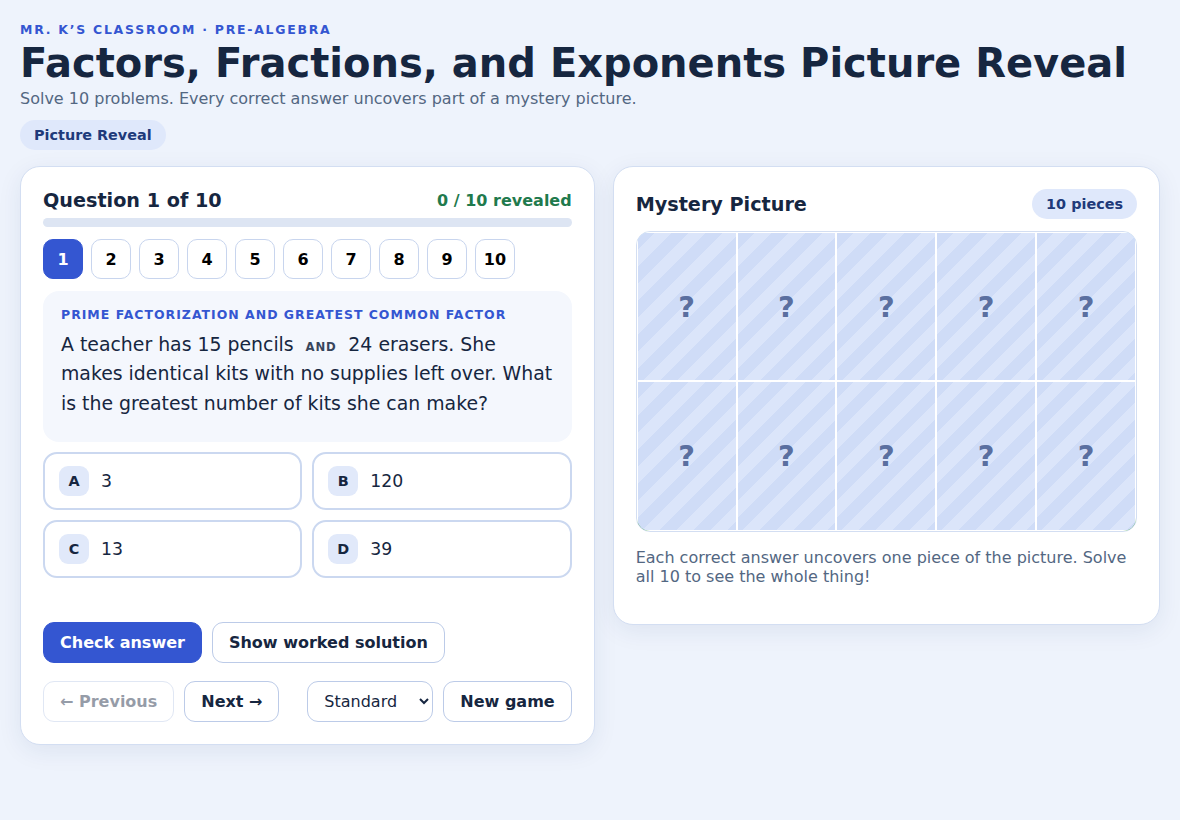 MR. K’S CLASSROOM · PRE-ALGEBRA
Factors, Fractions, and Exponents Picture Reveal
Solve 10 problems. Every correct answer uncovers part of a mystery picture.
Picture Reveal
Question 1 of 10
0 / 10 revealed
1 2 3 4 5 6 7 8 9 10
PRIME FACTORIZATION AND GREATEST COMMON FACTOR
A teacher has 15 pencils AND 24 erasers. She
makes identical kits with no supplies left over. What
is the greatest number of kits she can make?
A 3
B 120
C 13
D 39
Check answer
Show worked solution
← Previous
Next →
Standard
New game
Mystery Picture
10 pieces
? ? ? ? ?
? ? ? ? ?
Each correct answer uncovers one piece of the picture. Solve
all 10 to see the whole thing!